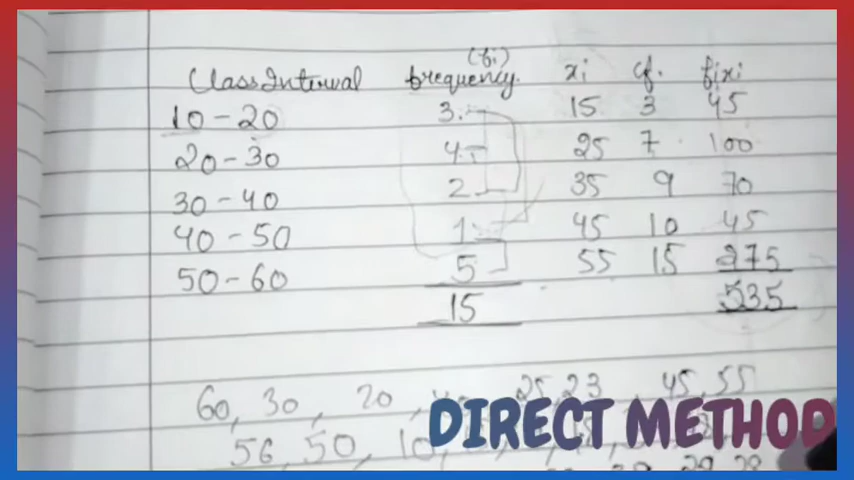 (fi)
Class Interval frequency. xi cf. fixi
10-20 3. 15 3 45
20-30 4. 25 7 100
30-40 2 35 9 70
40-50 1 45 10 45
50-60 5 55 15 275
15 535
60, 30, 20, 25, 23 45, 55
56, 50, 10,
DIRECT METHOD